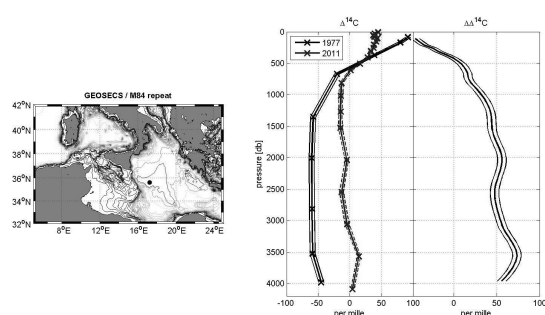 GEOSECS / M84 repeat
42°N
40°N
38°N
36°N
34°N
32°N
8°E 12°E 16°E 20°E 24°E
Δ¹⁴C ΔΔ¹⁴C
1977
2011
pressure [db]
0
500
1000
1500
2000
2500
3000
3500
4000
-100 -50 0 50 100 -50 0 50 100
per mille per mille